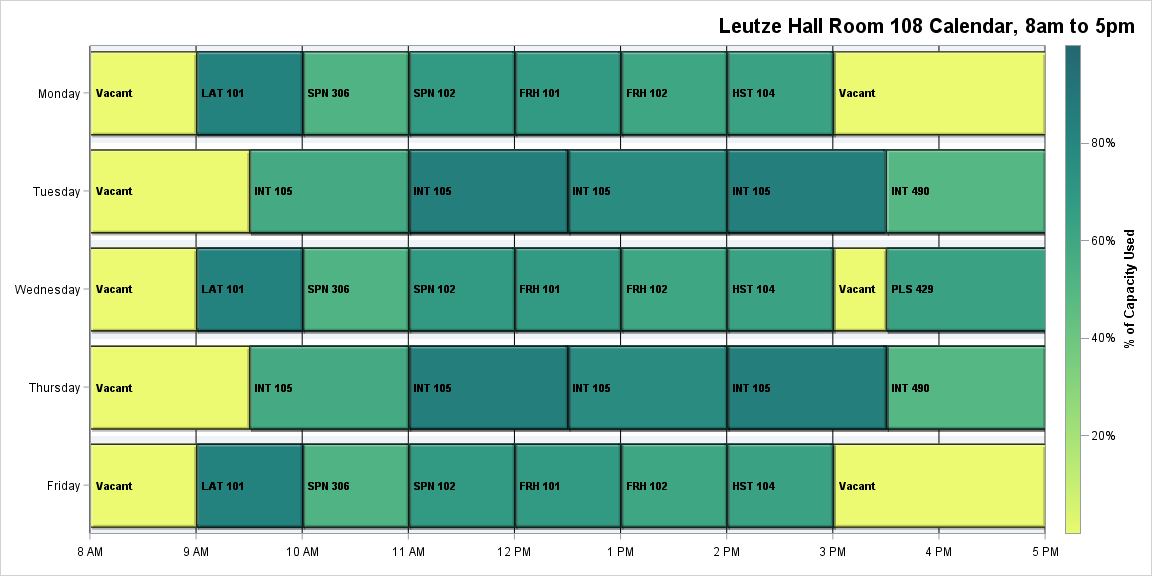 Leutze Hall Room 108 Calendar, 8am to 5pm
Monday
Vacant
LAT 101
SPN 306
SPN 102
FRH 101
FRH 102
HST 104
Vacant
Tuesday
Vacant
INT 105
INT 105
INT 105
INT 105
INT 490
Wednesday
Vacant
LAT 101
SPN 306
SPN 102
FRH 101
FRH 102
HST 104
Vacant
PLS 429
Thursday
Vacant
INT 105
INT 105
INT 105
INT 105
INT 490
Friday
Vacant
LAT 101
SPN 306
SPN 102
FRH 101
FRH 102
HST 104
Vacant
8 AM
9 AM
10 AM
11 AM
12 PM
1 PM
2 PM
3 PM
4 PM
5 PM
80%
60%
40%
20%
% of Capacity Used